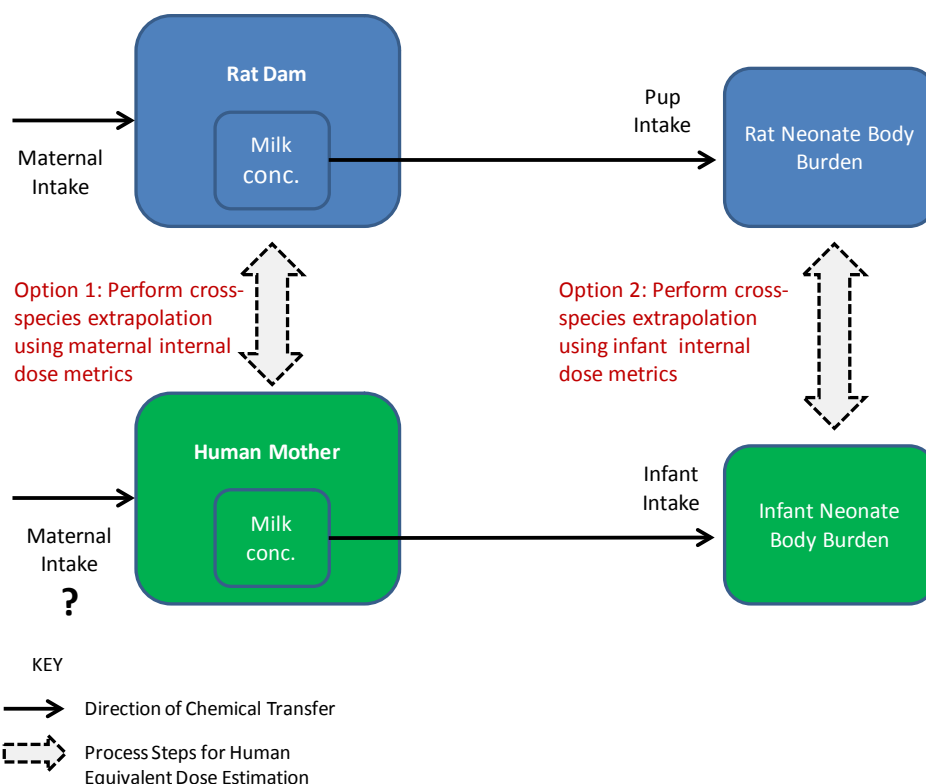 Rat Dam
Milk
conc.
Maternal
Intake
Pup
Intake
Rat Neonate Body
Burden
Option 1: Perform cross-
species extrapolation
using maternal internal
dose metrics
Option 2: Perform cross-
species extrapolation
using infant internal
dose metrics
Human Mother
Milk
conc.
Maternal
Intake
?
Infant
Intake
Infant Neonate
Body Burden
KEY
Direction of Chemical Transfer
Process Steps for Human
Equivalent Dose Estimation